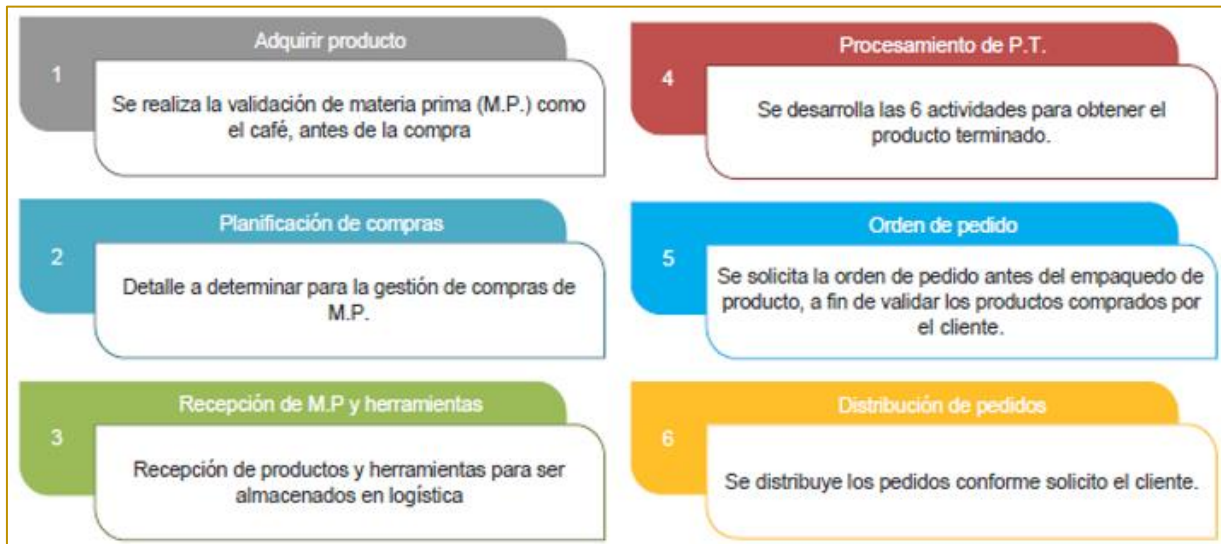 1
Adquirir producto
Se realiza la validación de materia prima (M.P.) como
el café, antes de la compra
2
Planificación de compras
Detalle a determinar para la gestión de compras de
M.P.
3
Recepción de M.P y herramientas
Recepción de productos y herramientas para ser
almacenados en logística
4
Procesamiento de P.T.
Se desarrolla las 6 actividades para obtener el
producto terminado.
5
Orden de pedido
Se solicita la orden de pedido antes del empaquedo de
producto, a fin de validar los productos comprados por
el cliente.
6
Distribución de pedidos
Se distribuye los pedidos conforme solicito el cliente.